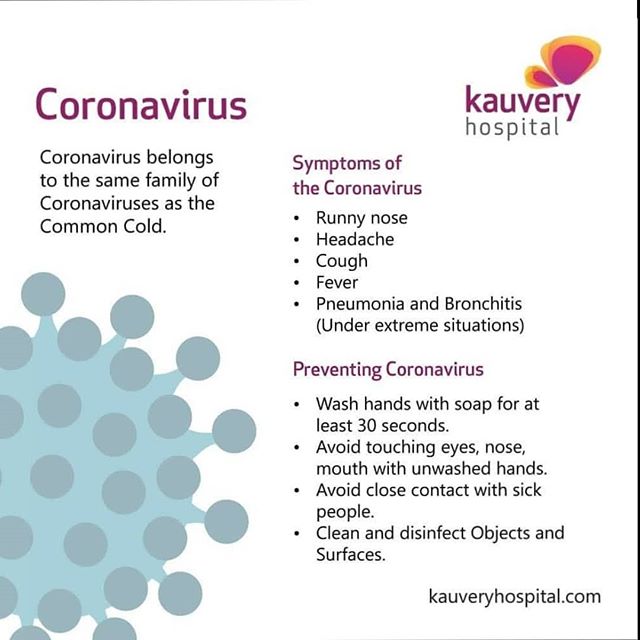 Coronavirus
Coronavirus belongs
to the same family of
Coronaviruses as the
Common Cold.
kauvery
hospital
Symptoms of
the Coronavirus
• Runny nose
• Headache
• Cough
• Fever
• Pneumonia and Bronchitis
(Under extreme situations)
Preventing Coronavirus
• Wash hands with soap for at
least 30 seconds.
• Avoid touching eyes, nose,
mouth with unwashed hands.
• Avoid close contact with sick
people.
• Clean and disinfect Objects and
Surfaces.
kauveryhospital.com